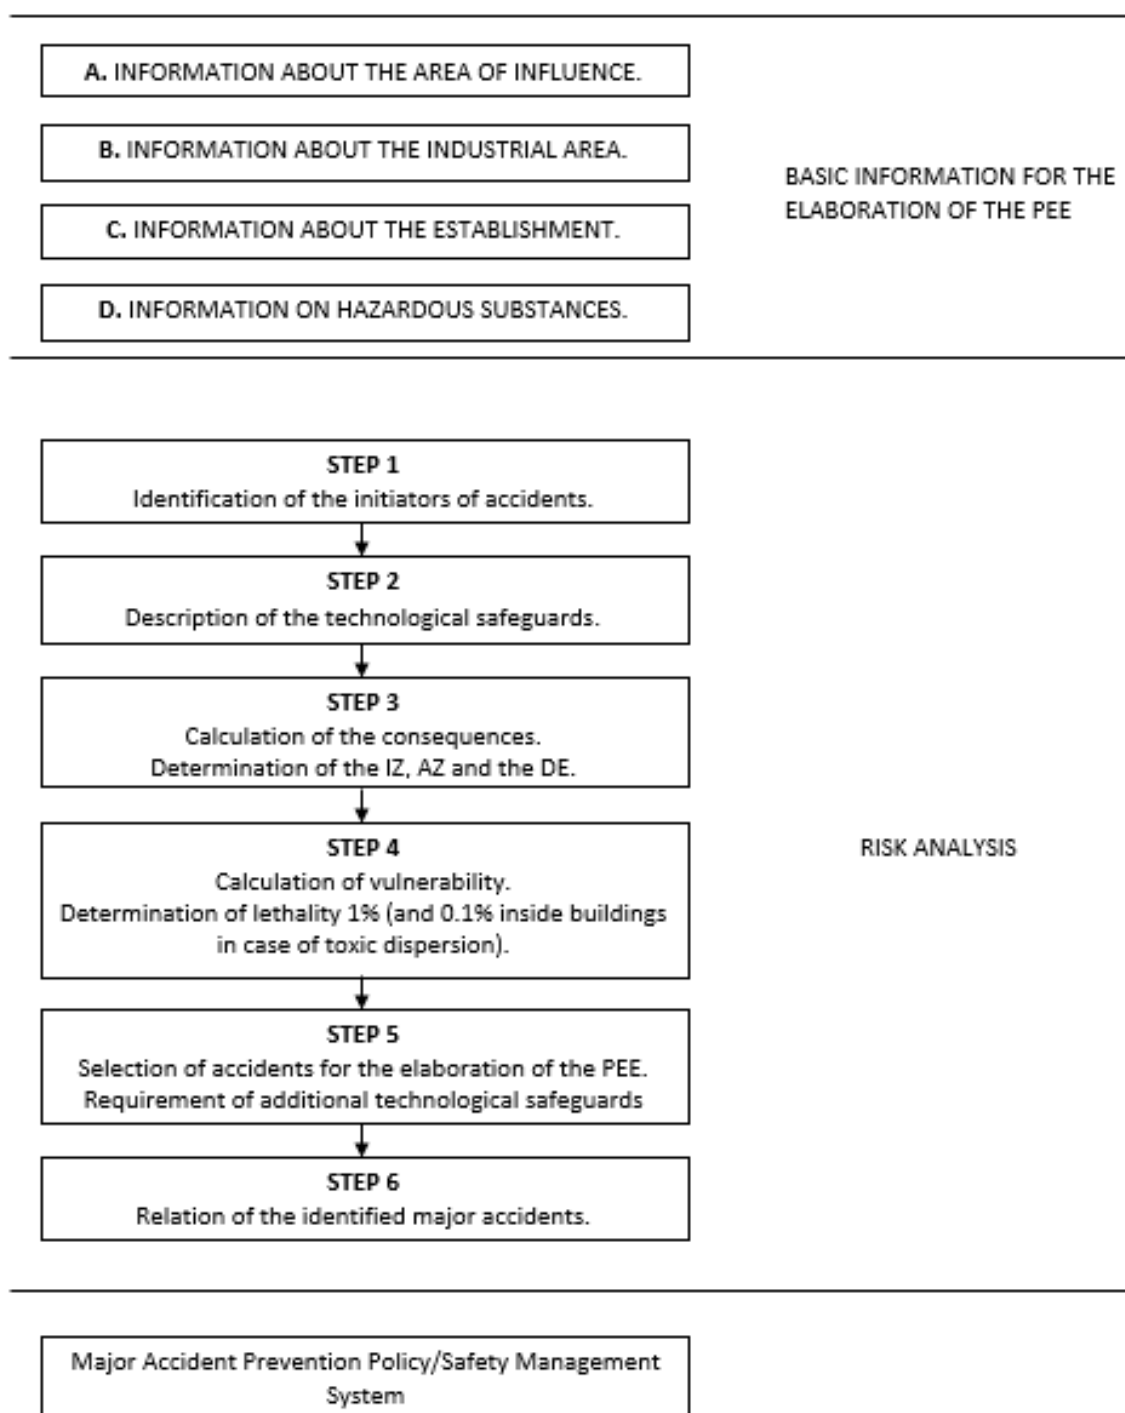 A. INFORMATION ABOUT THE AREA OF INFLUENCE.
B. INFORMATION ABOUT THE INDUSTRIAL AREA.
C. INFORMATION ABOUT THE ESTABLISHMENT.
D. INFORMATION ON HAZARDOUS SUBSTANCES.
BASIC INFORMATION FOR THE
ELABORATION OF THE PEE
STEP 1
Identification of the initiators of accidents.
STEP 2
Description of the technological safeguards.
STEP 3
Calculation of the consequences.
Determination of the IZ, AZ and the DE.
STEP 4
Calculation of vulnerability.
Determination of lethality 1% (and 0.1% inside buildings
in case of toxic dispersion).
STEP 5
Selection of accidents for the elaboration of the PEE.
Requirement of additional technological safeguards
STEP 6
Relation of the identified major accidents.
RISK ANALYSIS
Major Accident Prevention Policy/Safety Management
System